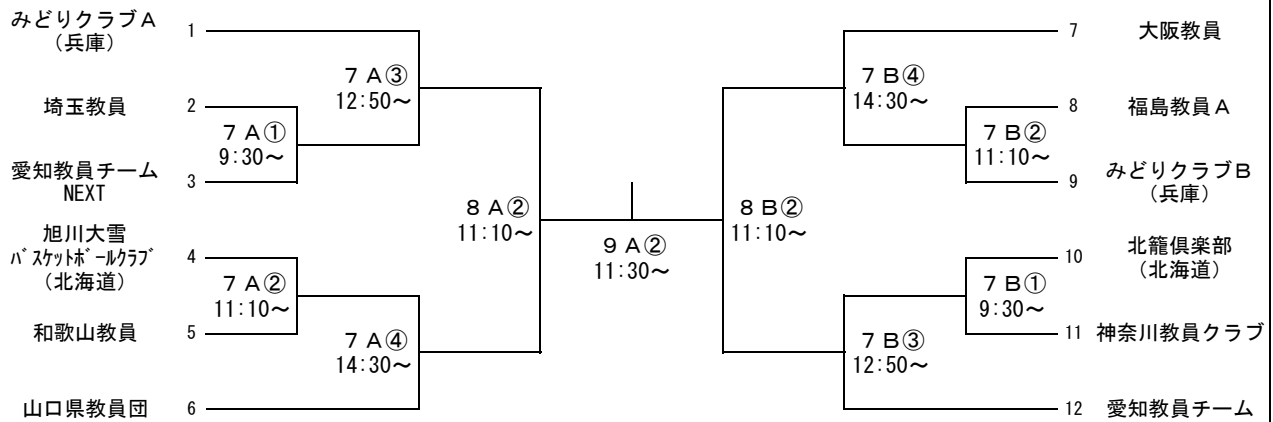 みどりクラブＡ
（兵庫）
1
７Ａ③
12:50～
埼玉教員
2
７Ａ①
9:30～
愛知教員チーム
NEXT
3
８Ａ②
11:10～
旭川大雪
ﾊﾞｽｹｯﾄﾎﾞｰﾙｸﾗﾌﾞ
（北海道）
4
７Ａ②
11:10～
和歌山教員
5
７Ａ④
14:30～
山口県教員団
6
９Ａ②
11:30～
7
大阪教員
７Ｂ④
14:30～
8
福島教員Ａ
７Ｂ②
11:10～
9
みどりクラブＢ
（兵庫）
８Ｂ②
11:10～
10
北籠倶楽部
（北海道）
７Ｂ①
9:30～
11
神奈川教員クラブ
７Ｂ③
12:50～
12
愛知教員チーム